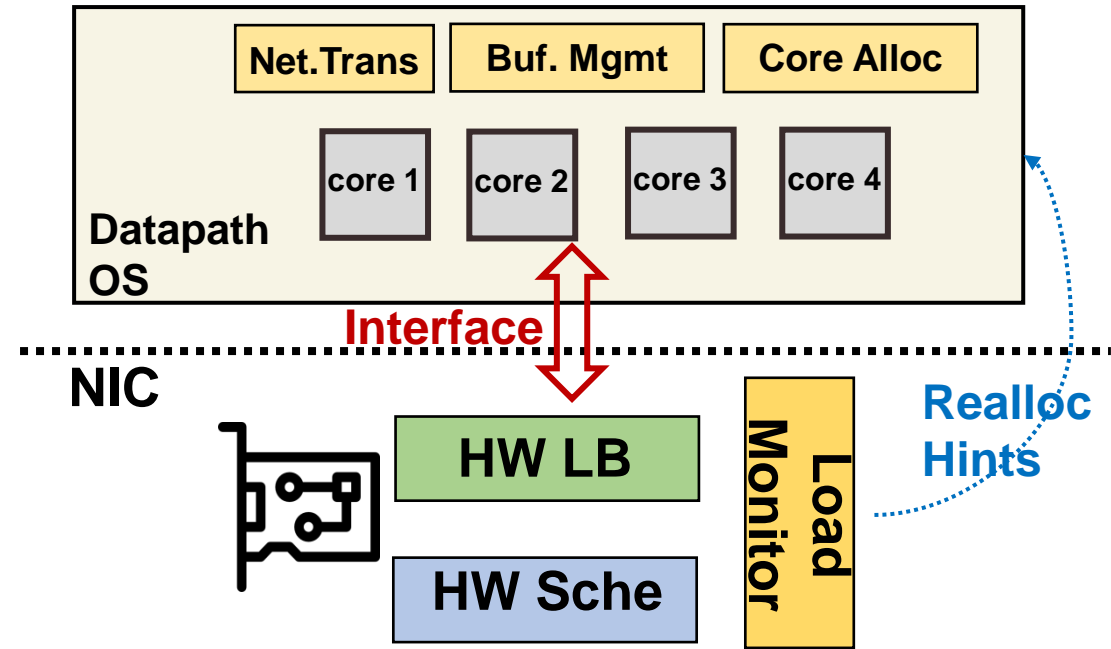 Net.Trans
Buf. Mgmt
Core Alloc
core 1
core 2
core 3
core 4
Datapath
OS
Interface
NIC
HW LB
HW Sche
Load
Monitor
Realloc
Hints